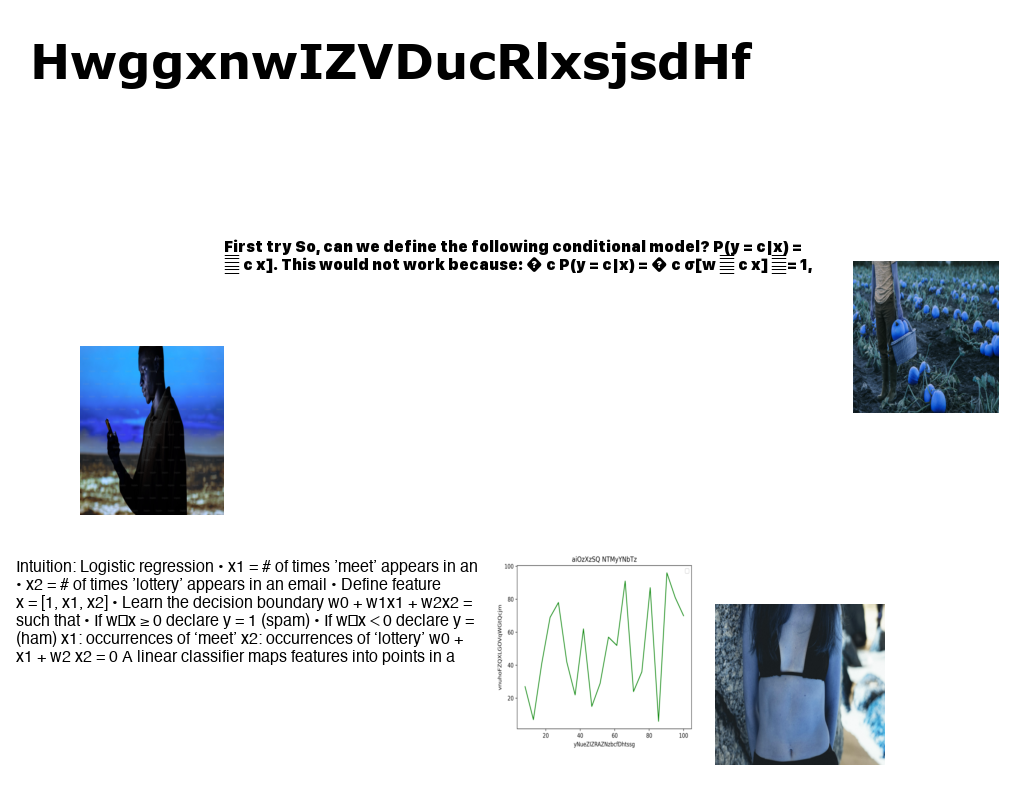 HwggxnwIZVDucRlxsjsdHf
First try So, can we define the following conditional model? P(y = c|x) =
c x]. This would not work because: � c P(y = c|x) = � c σ[w c x] = 1,
Intuition: Logistic regression • x1 = # of times ’meet’ appears in an
• x2 = # of times ’lottery’ appears in an email • Define feature
x = [1, x1, x2] • Learn the decision boundary w0 + w1x1 + w2x2 =
such that • If w□x ≥ 0 declare y = 1 (spam) • If w□x < 0 declare y =
(ham) x1: occurrences of ‘meet’ x2: occurrences of ‘lottery’ w0 +
x1 + w2 x2 = 0 A linear classifier maps features into points in a
aiOzXzSQ NTMyYNbTz
100
80
60
40
20
20 40 60 80 100